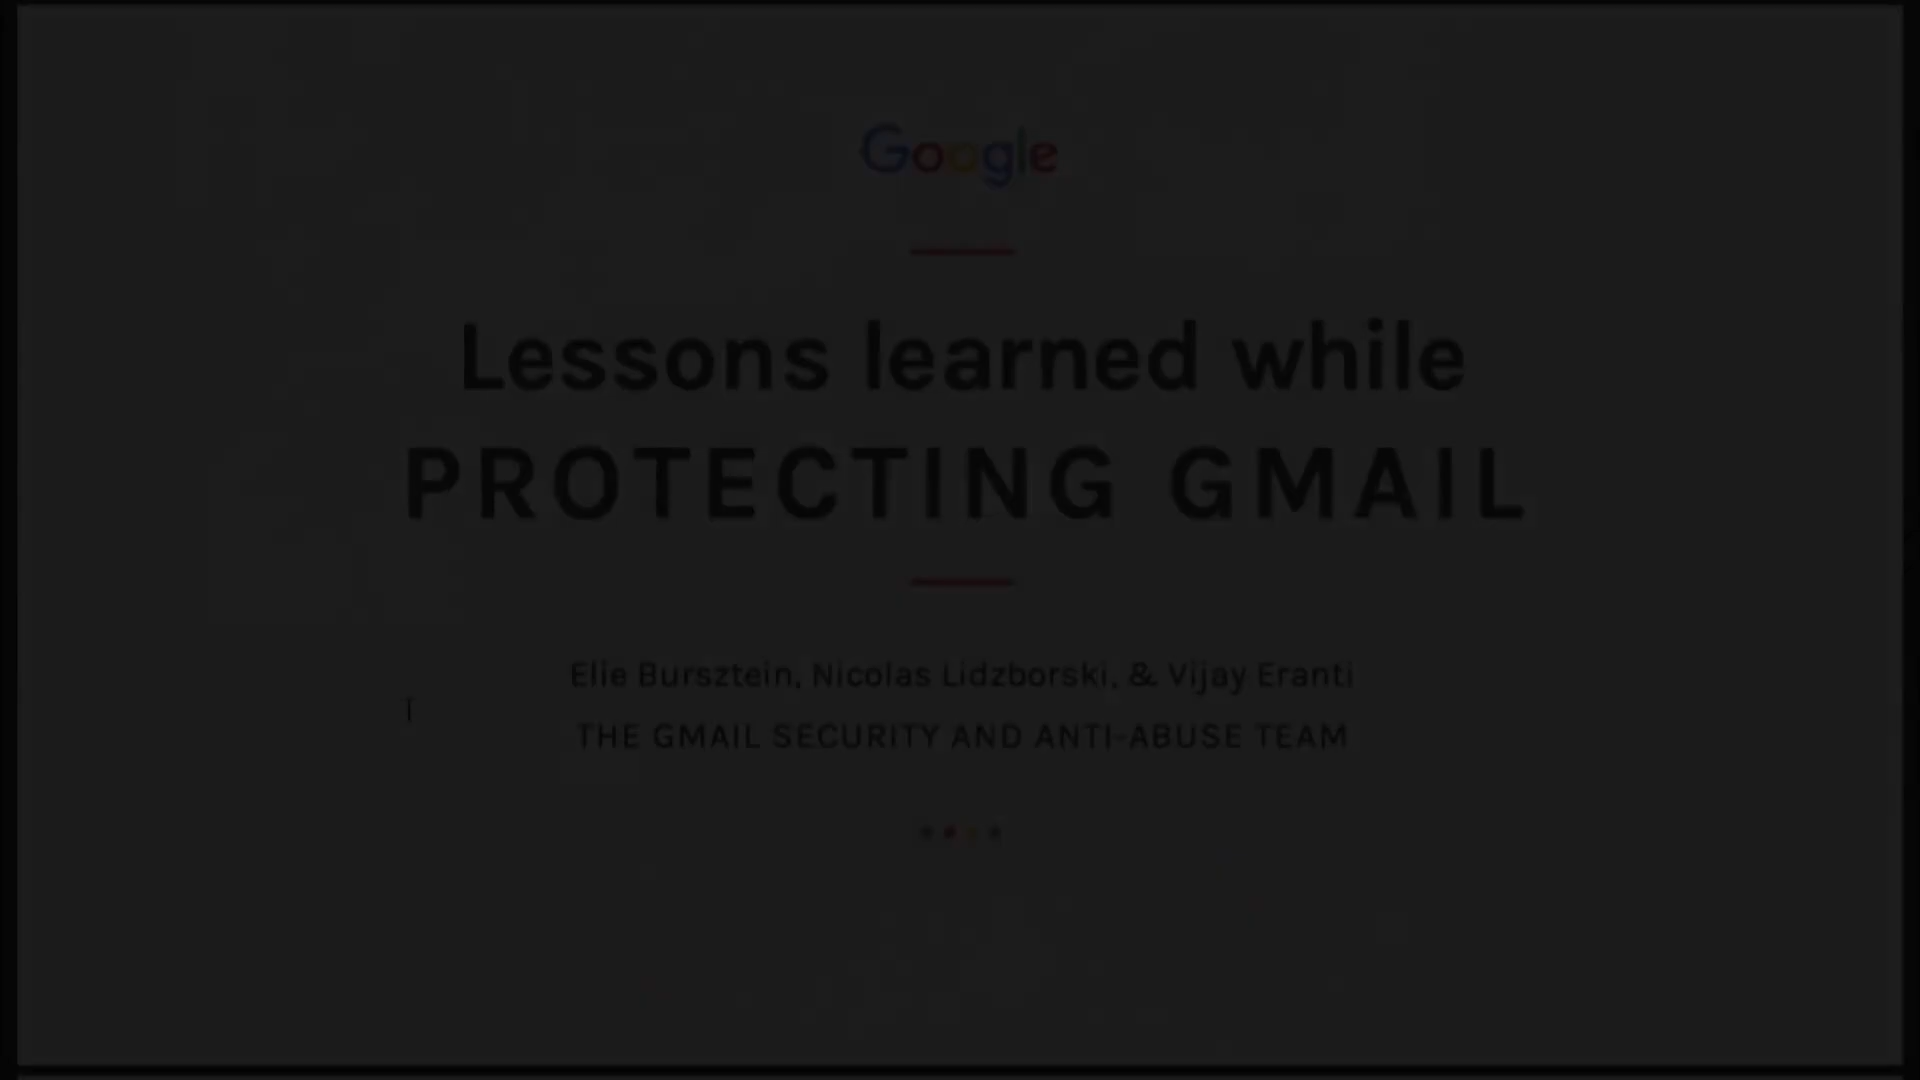 Google
Lessons learned while
PROTECTING GMAIL
Elie Bursztein, Nicolas Lidzborski, & Vijay Eranti
THE GMAIL SECURITY AND ANTI-ABUSE TEAM